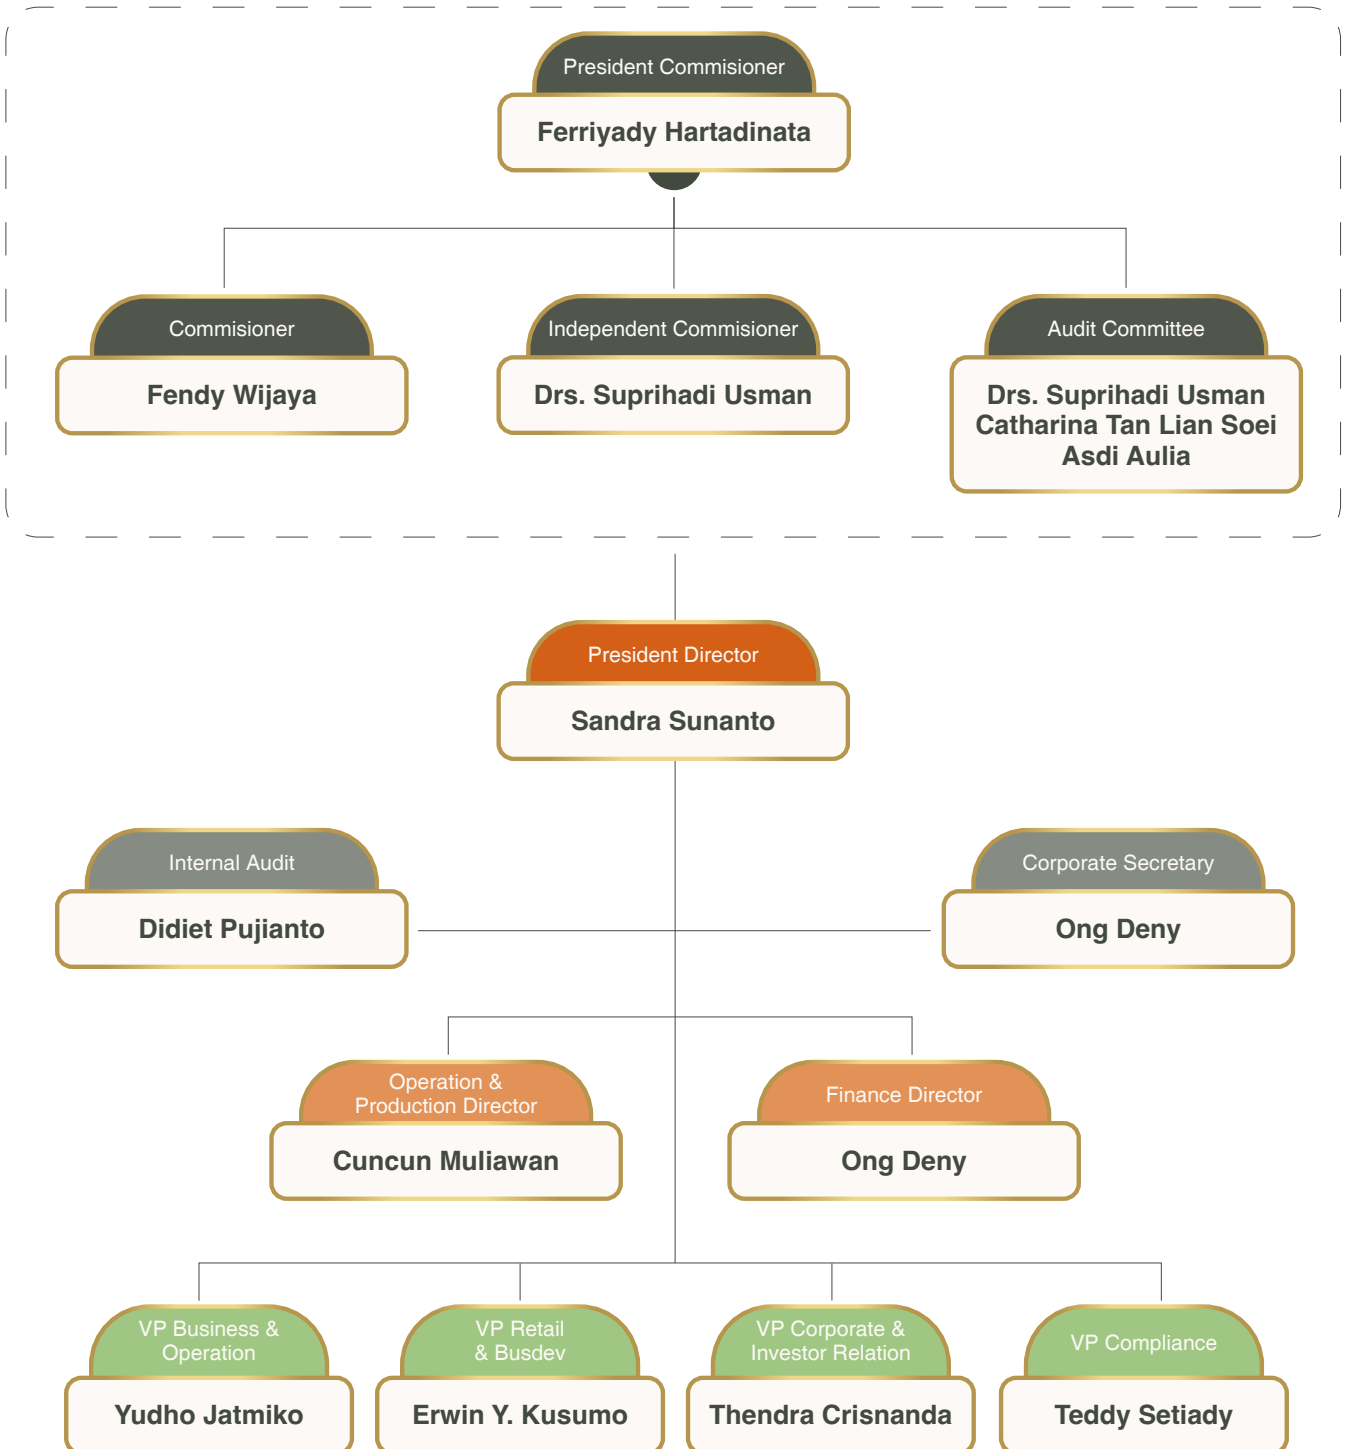 President Commisioner
Ferriyady Hartadinata
Commisioner
Fendy Wijaya
Independent Commisioner
Drs. Suprihadi Usman
Audit Committee
Drs. Suprihadi Usman
Catharina Tan Lian Soei
Asdi Aulia
President Director
Sandra Sunanto
Internal Audit
Didiet Pujianto
Corporate Secretary
Ong Deny
Operation &
Production Director
Cuncun Muliawan
Finance Director
Ong Deny
VP Business &
Operation
Yudho Jatmiko
VP Retail
& Busdev
Erwin Y. Kusumo
VP Corporate &
Investor Relation
Thendra Crisnanda
VP Compliance
Teddy Setiady